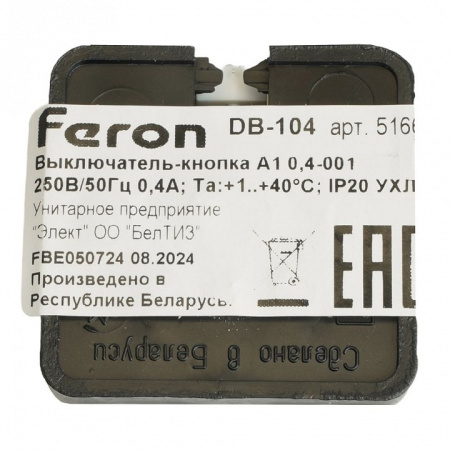 Feron DB-104 арт. 5166
Выключатель-кнопка А1 0,4-001
250В/50Гц 0,4А; Та:+1..+40°С; IP20 УХЛ
Унитарное предприятие
"Элект" ОО "БелТИЗ"
FBE050724 08.2024
Произведено в
Республике Беларусь.
EAC
Сделано в Беларуси